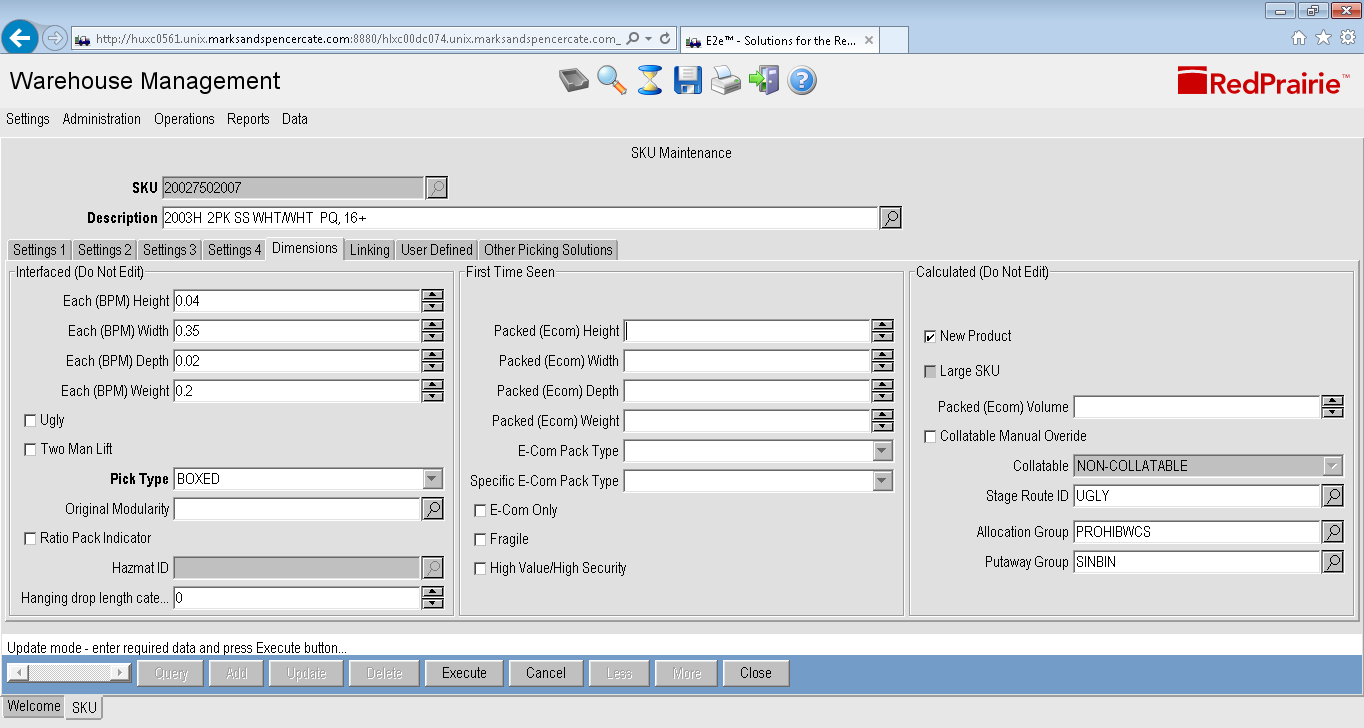 http://huxc0561.unix.marksandspencercate.com:8880/hlxc00dc074.unix.marksandspencercate.com_
E2e™ - Solutions for the Re...
Warehouse Management
RedPrairie™
Settings Administration Operations Reports Data
SKU Maintenance
SKU 20027502007
Description 2003H 2PK SS WHT/WHT PQ, 16+
Settings 1 Settings 2 Settings 3 Settings 4 Dimensions Linking User Defined Other Picking Solutions
Interfaced (Do Not Edit)
Each (BPM) Height 0.04
Each (BPM) Width 0.35
Each (BPM) Depth 0.02
Each (BPM) Weight 0.2
Ugly
Two Man Lift
Pick Type BOXED
Original Modularity
Ratio Pack Indicator
Hazmat ID
Hanging drop length cate... 0
First Time Seen
Packed (Ecom) Height
Packed (Ecom) Width
Packed (Ecom) Depth
Packed (Ecom) Weight
E-Com Pack Type
Specific E-Com Pack Type
E-Com Only
Fragile
High Value/High Security
Calculated (Do Not Edit)
New Product
Large SKU
Packed (Ecom) Volume
Collatable Manual Overide
Collatable NON-COLLATABLE
Stage Route ID UGLY
Allocation Group PROHIBWCS
Putaway Group SINBIN
Update mode - enter required data and press Execute button...
Query Add Update Delete Execute Cancel Less More Close
Welcome SKU